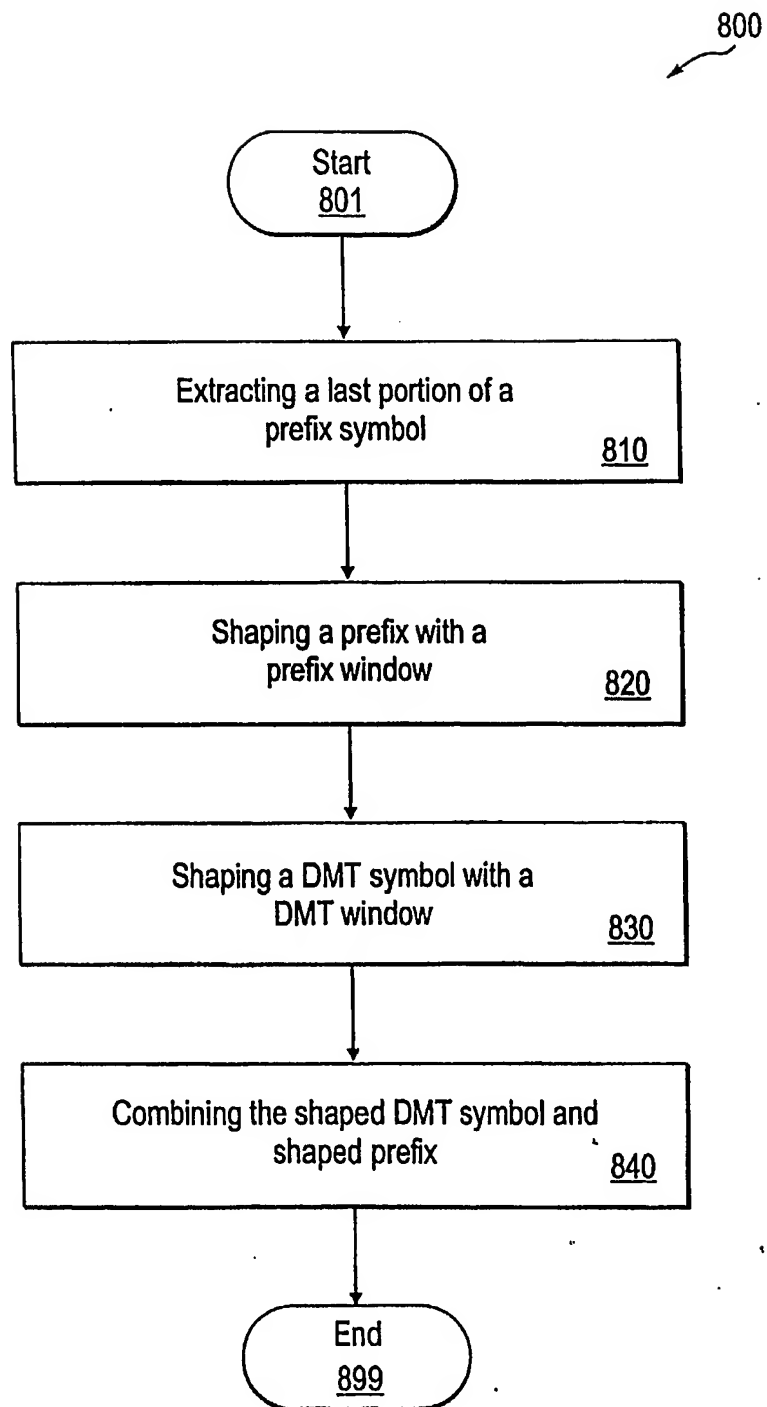 800
Start
801
Extracting a last portion of a
prefix symbol
810
Shaping a prefix with a
prefix window
820
Shaping a DMT symbol with a
DMT window
830
Combining the shaped DMT symbol and
shaped prefix
840
End
899